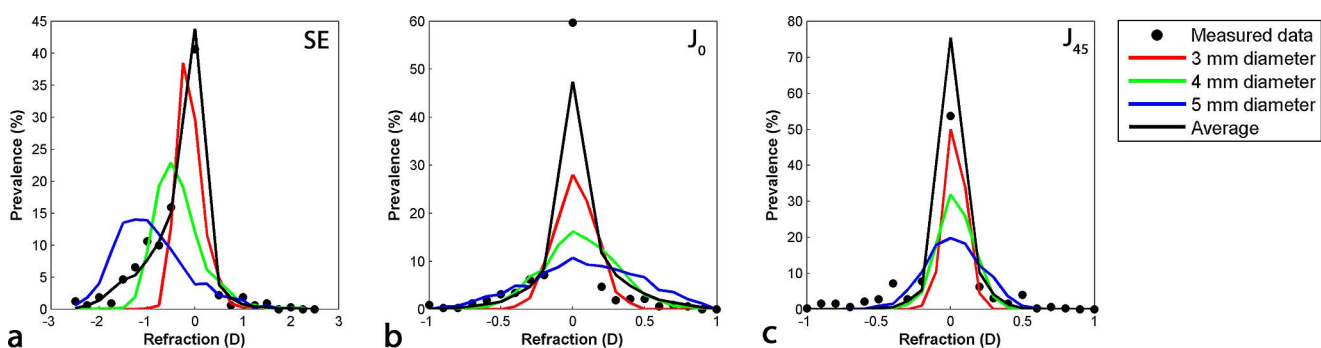 SE
45
40
35
30
25
20
15
10
5
0
Prevalence (%)
-3 -2 -1 0 1 2 3
Refraction (D)
a
J0
60
50
40
30
20
10
0
Prevalence (%)
-1 -0.5 0 0.5 1
Refraction (D)
b
J45
80
70
60
50
40
30
20
10
0
Prevalence (%)
-1 -0.5 0 0.5 1
Refraction (D)
c
Measured data
3 mm diameter
4 mm diameter
5 mm diameter
Average